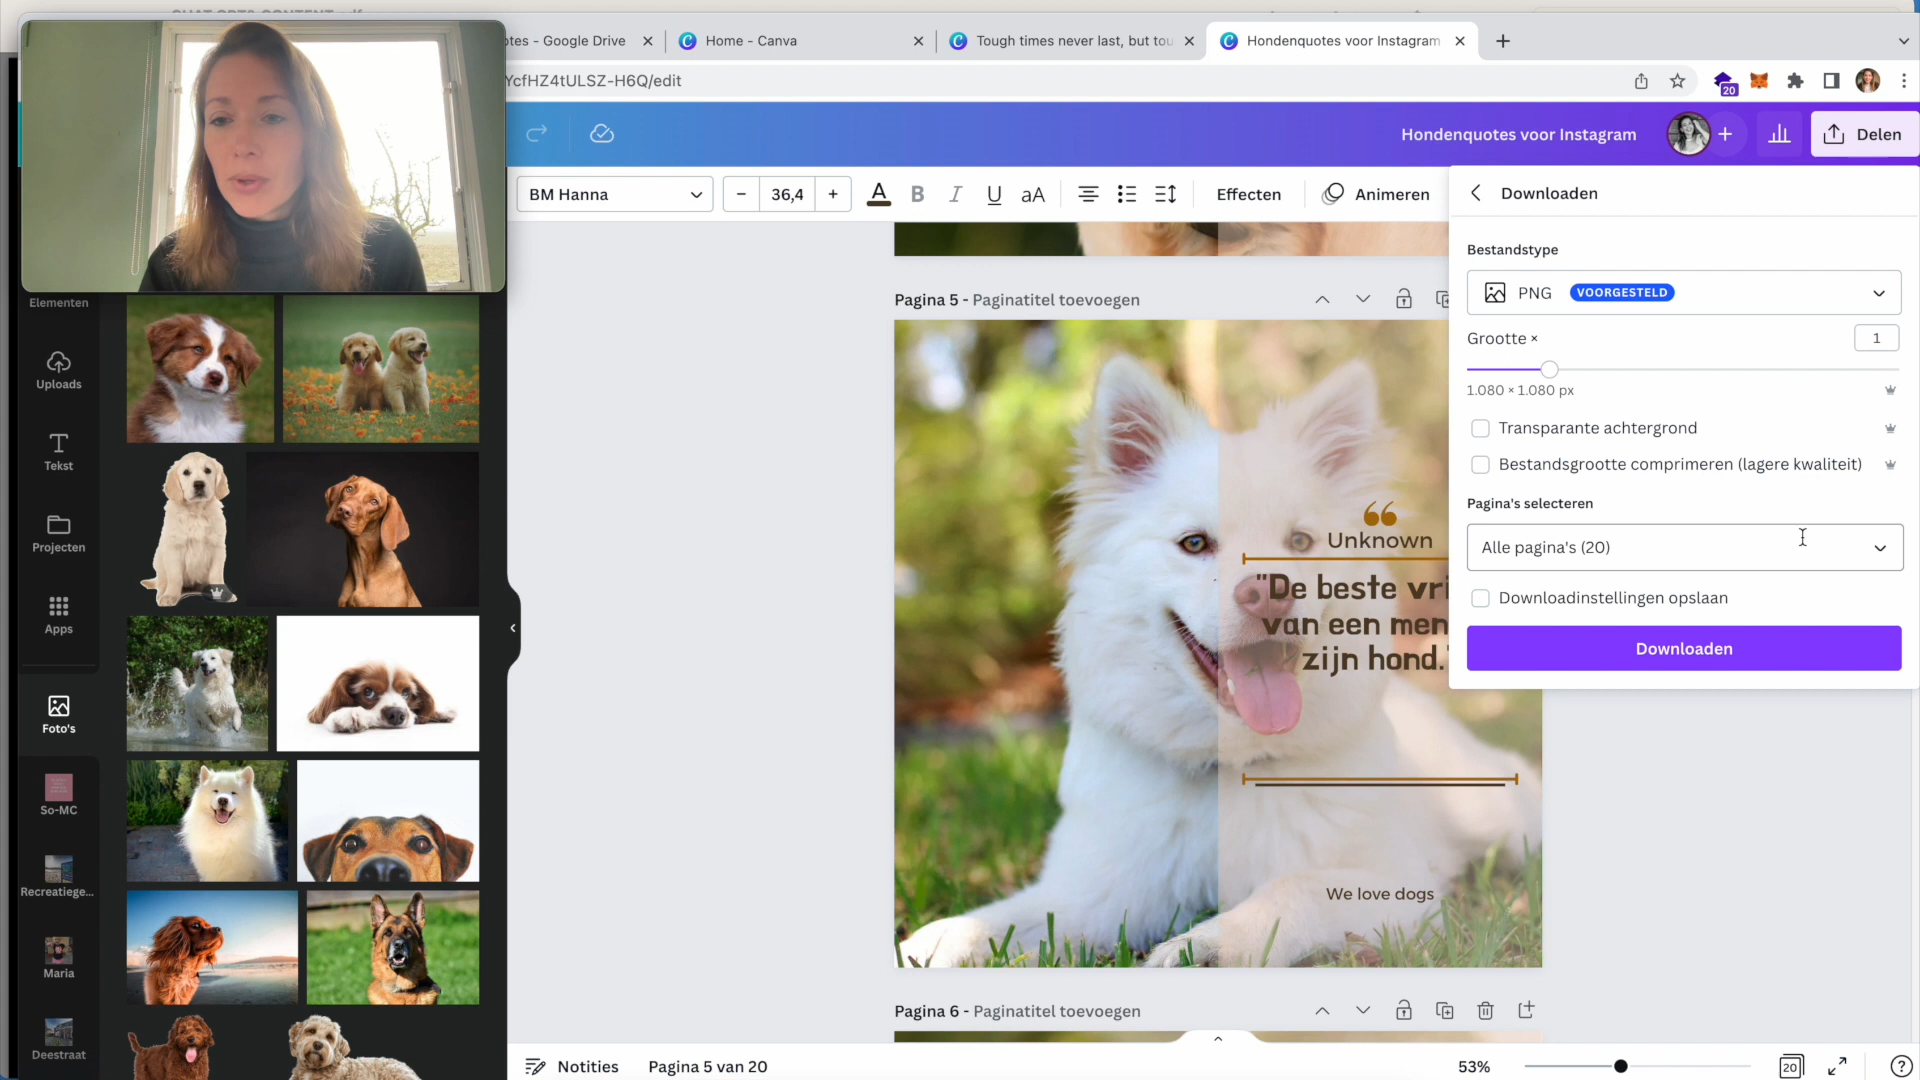 otes - Google Drive
Home - Canva
Tough times never last, but tou
Hondenquotes voor Instagram
YcfHZ4tULSZ-H6Q/edit
20
Hondenquotes voor Instagram
Delen
BM Hanna
36,4
B
I
U
aA
Effecten
Animeren
Downloaden
Bestandstype
PNG
VOORGESTELD
Grootte ×
1
1.080 × 1.080 px
Transparante achtergrond
Bestandsgrootte comprimeren (lagere kwaliteit)
Pagina's selecteren
Alle pagina's (20)
Downloadinstellingen opslaan
Downloaden
Elementen
Uploads
Tekst
Projecten
Apps
Foto's
So-MC
Recreatiege...
Maria
Deestraat
Pagina 5 - Paginatitel toevoegen
Unknown
"De beste vri
van een men
zijn hond."
We love dogs
Pagina 6 - Paginatitel toevoegen
Notities
Pagina 5 van 20
53%
20